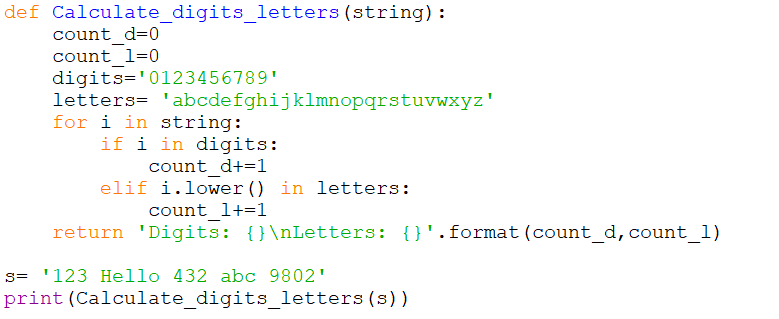 def Calculate_digits_letters(string):
    count_d=0
    count_l=0
    digits='0123456789'
    letters= 'abcdefghijklmnopqrstuvwxyz'
    for i in string:
        if i in digits:
            count_d+=1
        elif i.lower() in letters:
            count_l+=1
    return 'Digits: {}\nLetters: {}'.format(count_d,count_l)

s= '123 Hello 432 abc 9802'
print(Calculate_digits_letters(s))